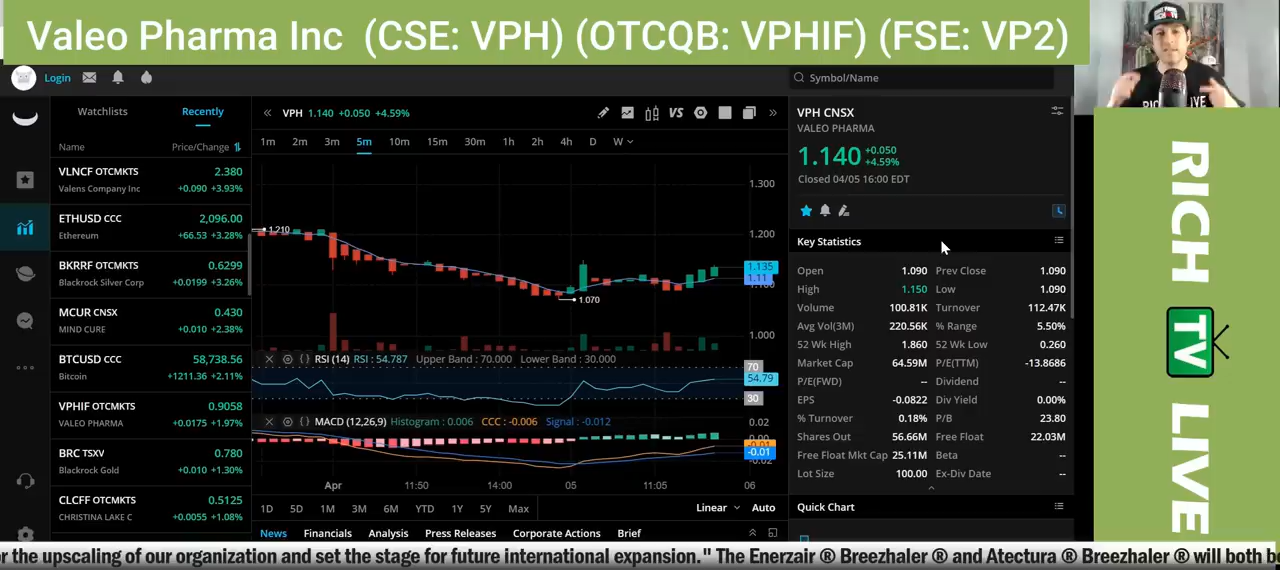 Valeo Pharma Inc (CSE: VPH) (OTCQB: VPHIF) (FSE: VP2)
Login
Symbol/Name
Watchlists Recently
Name Price/Change
VLNCF OTCMKTS 2.380
Valens Company Inc +0.090 +3.93%
ETHUSD CCC 2,096.00
Ethereum +66.53 +3.28%
BKRRF OTCMKTS 0.6299
Blackrock Silver Corp +0.0199 +3.26%
MCUR CNSX 0.430
MIND CURE +0.010 +2.38%
BTCUSD CCC 58,738.56
Bitcoin +1211.36 +2.11%
VPHIF OTCMKTS 0.9058
VALEO PHARMA +0.0175 +1.97%
BRC TSXV 0.780
Blackrock Gold +0.010 +1.30%
CLCFF OTCMKTS 0.5125
CHRISTINA LAKE C +0.0055 +1.08%
VPH 1.140 +0.050 +4.59%
VS
1m 2m 3m 5m 10m 15m 30m 1h 2h 4h D W
1.300
1.210
1.200
1.135
1.11
1.070
1.000
RSI (14) RSI : 54.787 Upper Band : 70.000 Lower Band : 30.000
70
54.79
30
MACD (12,26,9) Histogram : 0.006 CCC : -0.006 Signal : -0.012
0.02
0.00
-0.01
-0.01
-0.02
Apr 11:50 14:00 05 11:05 14:00 06
1D 5D 1M 3M 6M YTD 1Y 5Y Max Linear Auto
News Financials Analysis Press Releases Corporate Actions Brief
VPH CNSX
VALEO PHARMA
1.140 +0.050
+4.59%
Closed 04/05 16:00 EDT
Key Statistics
Open 1.090 Prev Close 1.090
High 1.150 Low 1.090
Volume 100.81K Turnover 112.47K
Avg Vol(3M) 220.56K % Range 5.50%
52 Wk High 1.860 52 Wk Low 0.260
Market Cap 64.59M P/E(TTM) -13.8686
P/E(FWD) -- Dividend --
EPS -0.0822 Div Yield 0.00%
% Turnover 0.18% P/B 23.80
Shares Out 56.66M Free Float 22.03M
Free Float Mkt Cap 25.11M Beta --
Lot Size 100.00 Ex-Div Date --
Quick Chart
RICH
TV
LIVE
or the upscaling of our organization and set the stage for future international expansion." The Enerzair ® Breezhaler ® and Atectura ® Breezhaler ® will both be